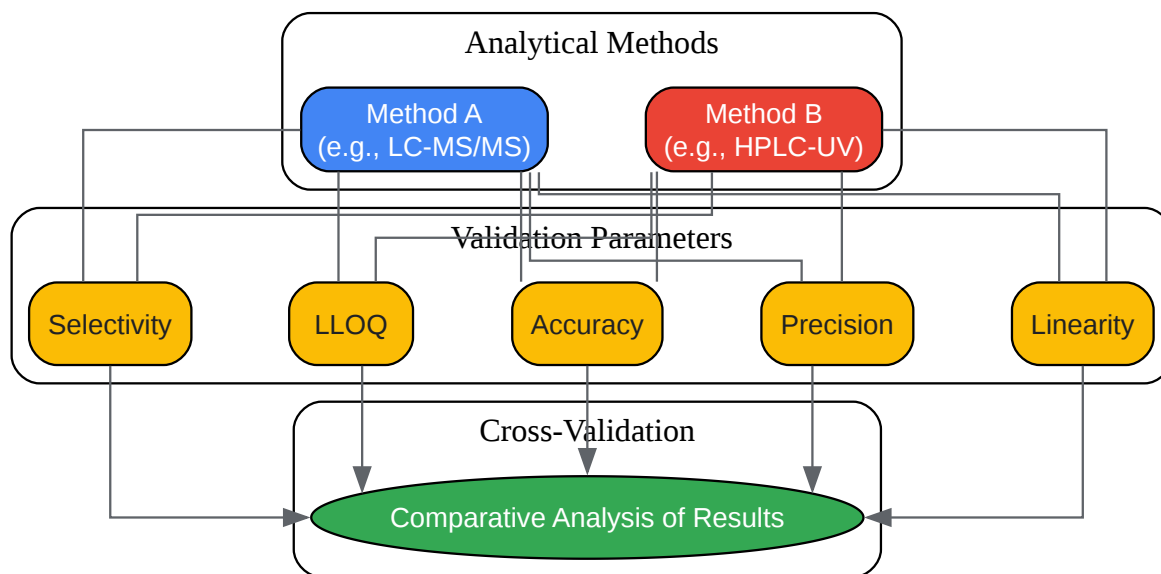 Analytical Methods
Method A
(e.g., LC-MS/MS)
Method B
(e.g., HPLC-UV)
Validation Parameters
Selectivity
LLOQ
Accuracy
Precision
Linearity
Cross-Validation
Comparative Analysis of Results